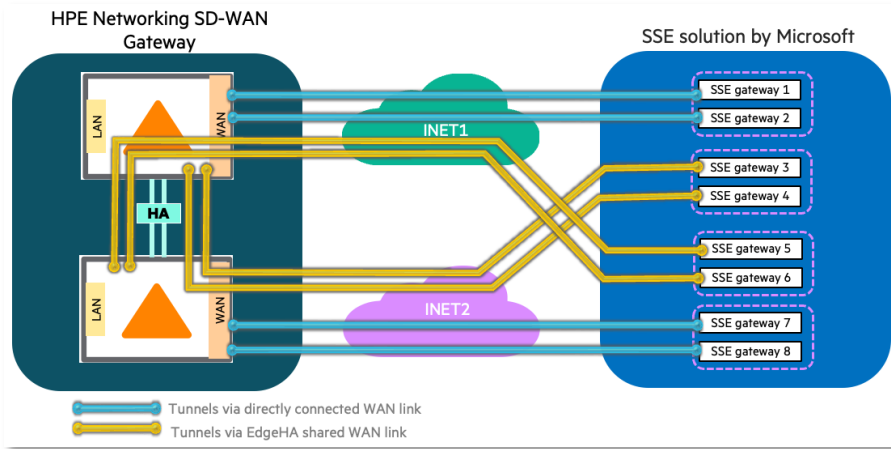 HPE Networking SD-WAN
Gateway
SSE solution by Microsoft
LAN
WAN
INET1
SSE gateway 1
SSE gateway 2
SSE gateway 3
SSE gateway 4
HA
SSE gateway 5
SSE gateway 6
LAN
WAN
INET2
SSE gateway 7
SSE gateway 8
Tunnels via directly connected WAN link
Tunnels via EdgeHA shared WAN link